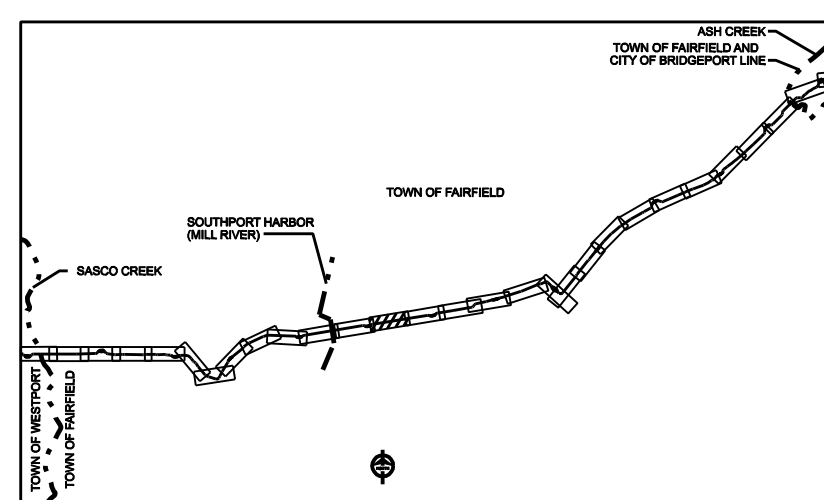 ASH CREEK
TOWN OF FAIRFIELD AND
CITY OF BRIDGEPORT LINE
TOWN OF FAIRFIELD
SOUTHPORT HARBOR
(MILL RIVER)
SASCO CREEK
TOWN OF WESTPORT
TOWN OF FAIRFIELD